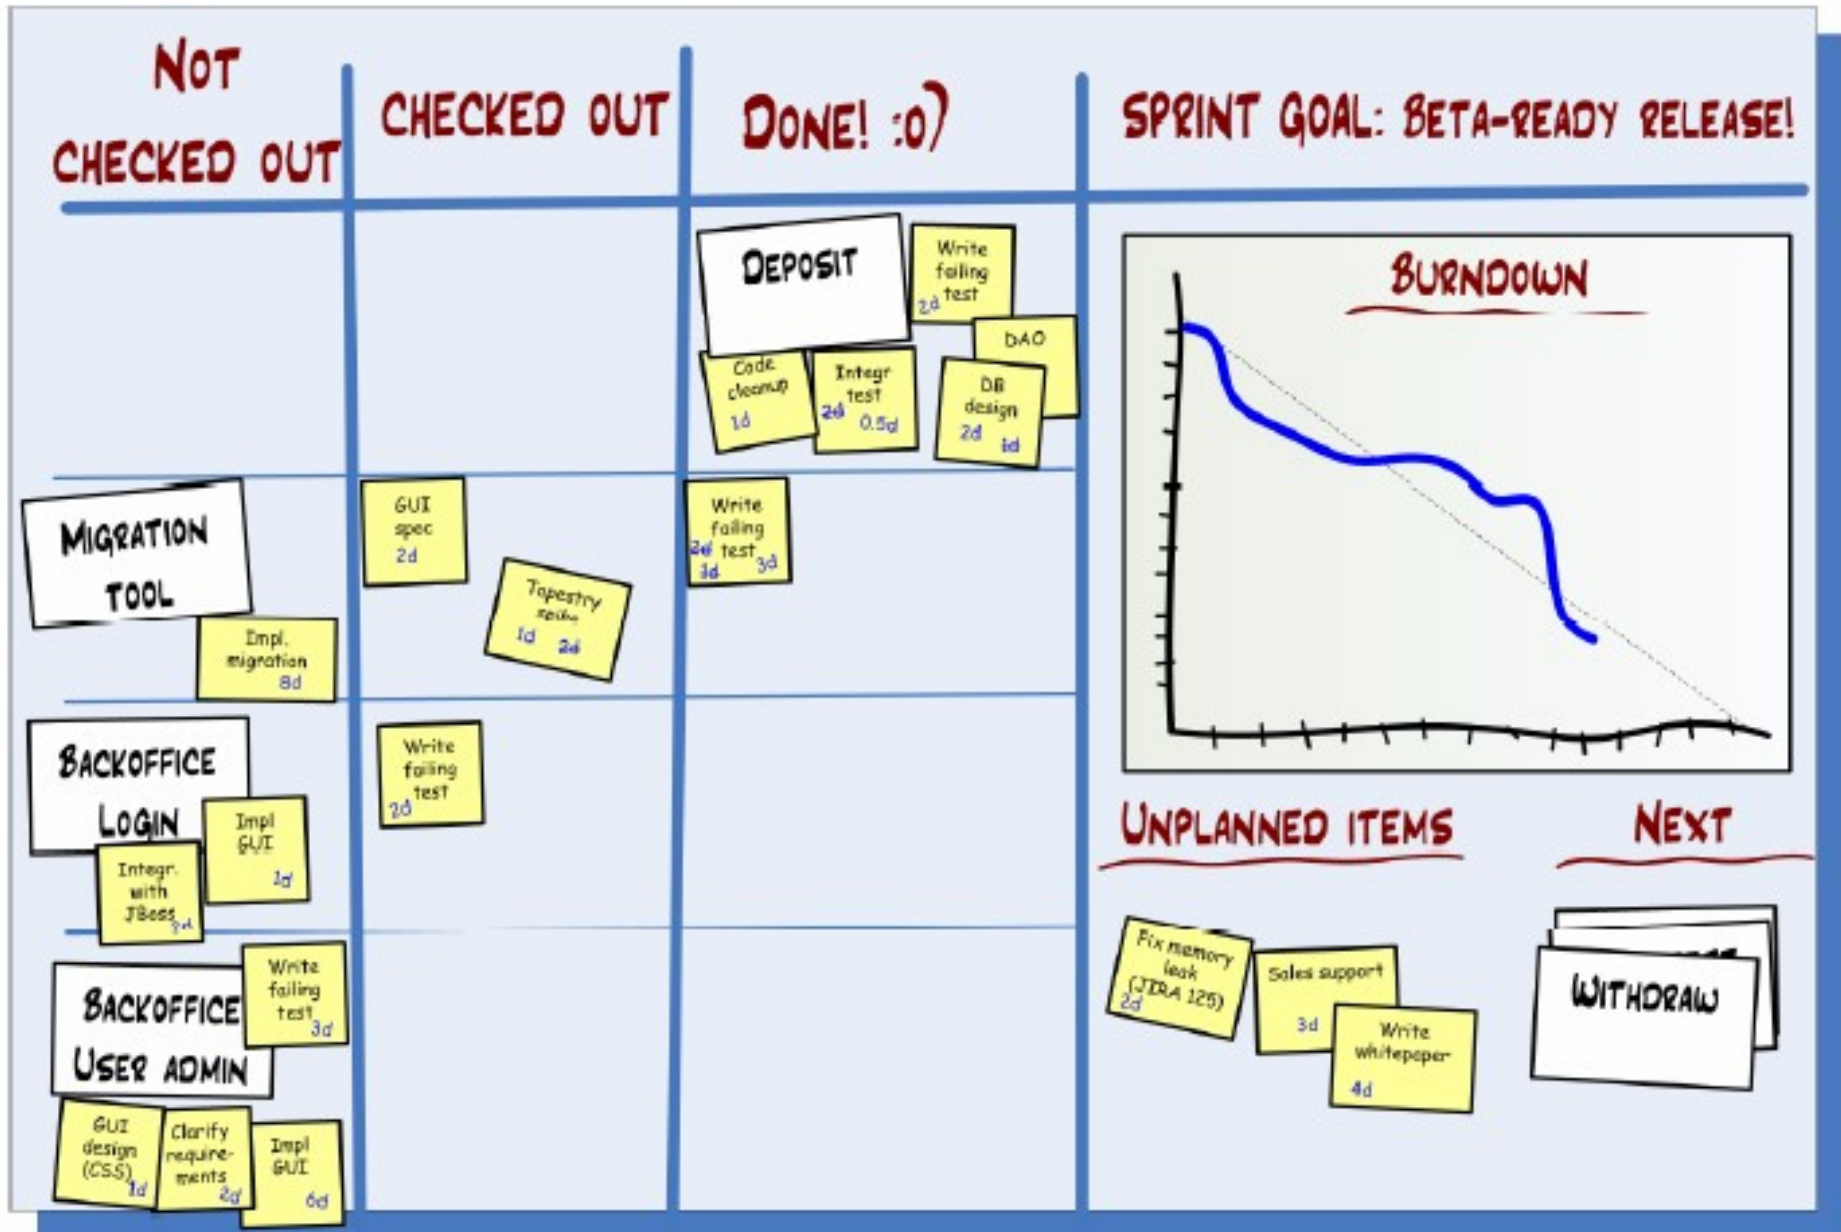 NOT
CHECKED OUT
CHECKED OUT
DONE! :o)
SPRINT GOAL: BETA-READY RELEASE!
DEPOSIT
Write
failing
test
2d
DAO
Code
cleanup
1d
Integr
test
2d
0.5d
DB
design
2d
BURNDOWN
MIGRATION
TOOL
Impl.
migration
8d
GUI
spec
2d
Tapestry
spike
1d 2d
Write
failing
test
2d
3d
BACKOFFICE
LOGIN
Impl
GUI
1d
Integr.
with
JBoss
Write
failing
test
2d
BACKOFFICE
USER ADMIN
Write
failing
test
3d
GUI
design
(CSS)
1d
Clarify
require-
ments
2d
Impl
GUI
6d
UNPLANNED ITEMS
NEXT
Fix memory
leak
(JIRA 125)
2d
Sales support
3d
Write
whitepaper
4d
WITHDRAW